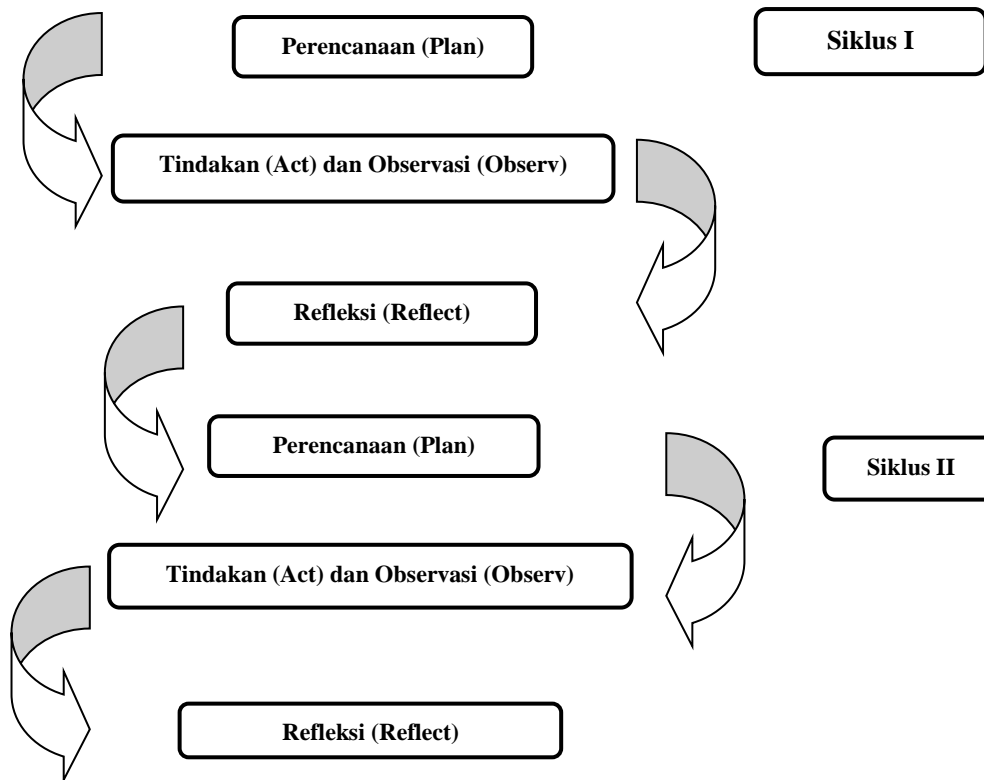 Perencanaan (Plan)
Siklus I
Tindakan (Act) dan Observasi (Observ)
Refleksi (Reflect)
Perencanaan (Plan)
Siklus II
Tindakan (Act) dan Observasi (Observ)
Refleksi (Reflect)